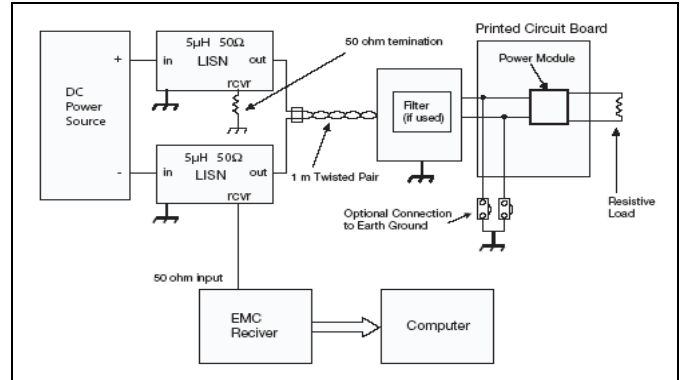 Printed Circuit Board
Power Module
50 ohm temination
5µH 50Ω
LISN
in
out
rcvr
+
DC
Power
Source
-
5µH 50Ω
LISN
in
out
rcvr
1 m Twisted Pair
Filter
(if used)
Optional Connection
to Earth Ground
Resistive
Load
50 ohm input
EMC
Reciver
Computer